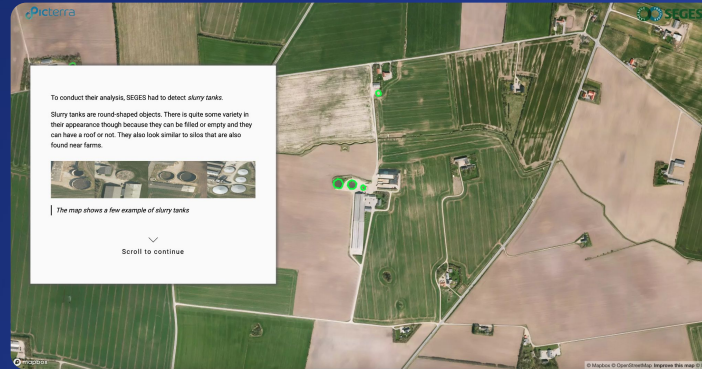 Picterra
SEGES
To conduct their analysis, SEGES had to detect slurry tanks.
Slurry tanks are round-shaped objects. There is quite some variety in
their appearance though because they can be filled or empty and they
can have a roof or not. They also look similar to silos that are also
found near farms.
The map shows a few example of slurry tanks
Scroll to continue
mapbox
© Mapbox © OpenStreetMap Improve this map ©